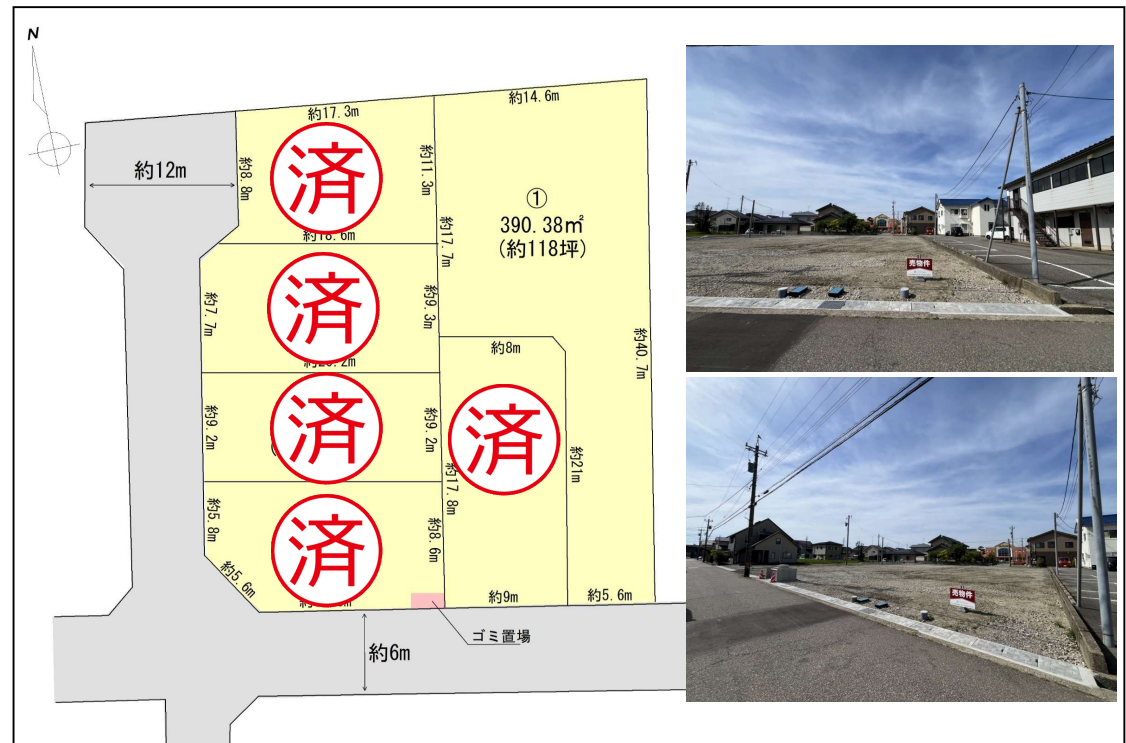 N
約17.3m
約14.6m
約12m
約8.8m
済
約11.3m
①
390.38㎡
(約118坪)
約17.7m
約7.7m
済
約9.3m
約8m
約40.7m
約9.2m
済
約9.2m
済
約21m
約17.8m
約5.8m
済
約8.6m
約5.6m
約9m
約5.6m
ゴミ置場
約6m
売物件
売物件